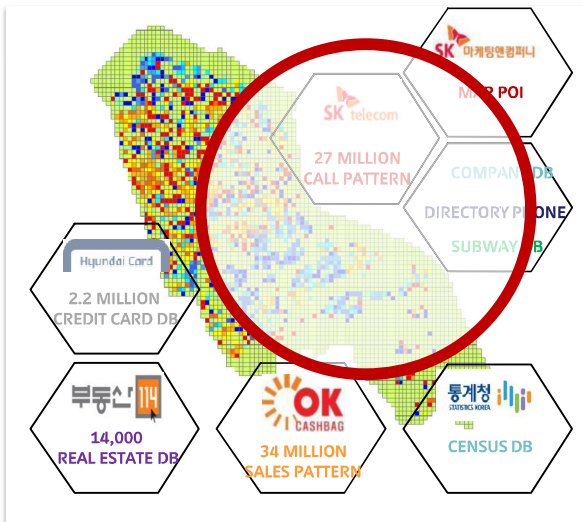 SK 마케팅앤컴퍼니
MAP POI
SK telecom
27 MILLION
CALL PATTERN
COMPANY DB
DIRECTORY PHONE
SUBWAY DB
Hyundai Card
2.2 MILLION
CREDIT CARD DB
부동산114
14,000
REAL ESTATE DB
OK
CASHBAG
34 MILLION
SALES PATTERN
통계청
STATISTICS KOREA
CENSUS DB